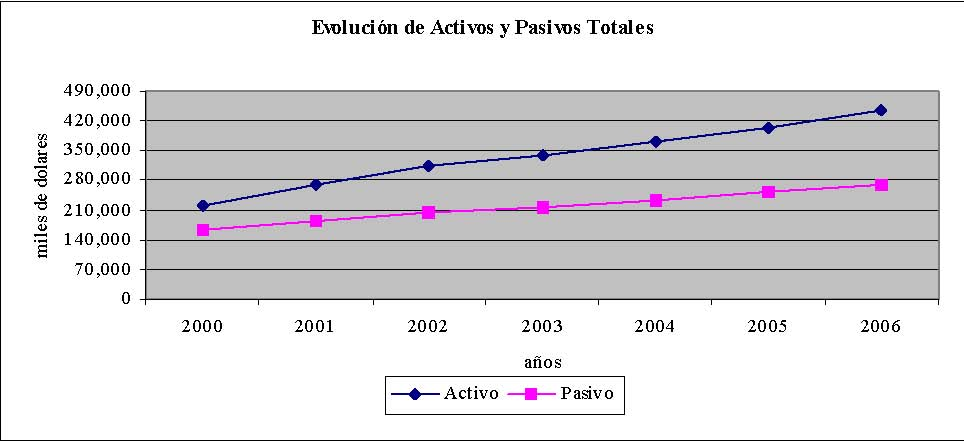 Evolución de Activos y Pasivos Totales
490,000
420,000
350,000
280,000
210,000
140,000
70,000
0
miles de dolares
2000 2001 2002 2003 2004 2005 2006
años
Activo Pasivo